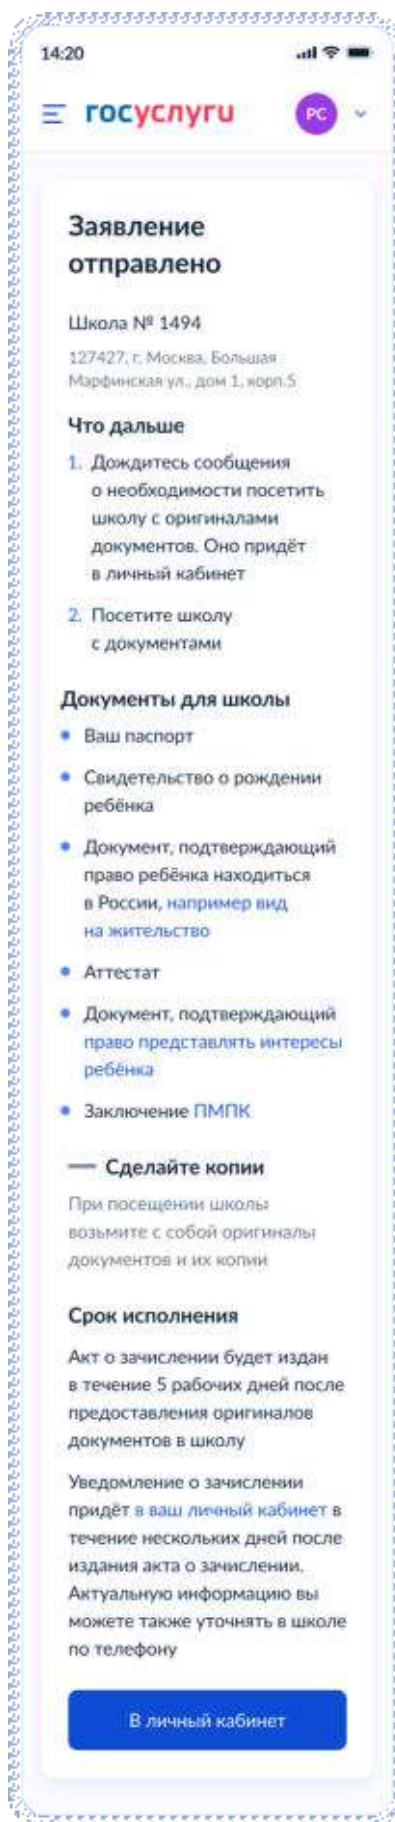 14:20
госуслуги
РС
Заявление
отправлено
Школа № 1494
127427, г. Москва, Большая
Марфинская ул., дом 1, корп.5
Что дальше
1. Дождитесь сообщения
о необходимости посетить
школу с оригиналами
документов. Оно придёт
в личный кабинет
2. Посетите школу
с документами
Документы для школы
Ваш паспорт
Свидетельство о рождении
ребёнка
Документ, подтверждающий
право ребёнка находиться
в России, например вид
на жительство
Аттестат
Документ, подтверждающий
право представлять интересы
ребёнка
Заключение ПМПК
— Сделайте копии
При посещении школы
возьмите с собой оригиналы
документов и их копии
Срок исполнения
Акт о зачислении будет издан
в течение 5 рабочих дней после
предоставления оригиналов
документов в школу
Уведомление о зачислении
придёт в ваш личный кабинет в
течение нескольких дней после
издания акта о зачислении.
Актуальную информацию вы
можете также уточнять в школе
по телефону
В личный кабинет